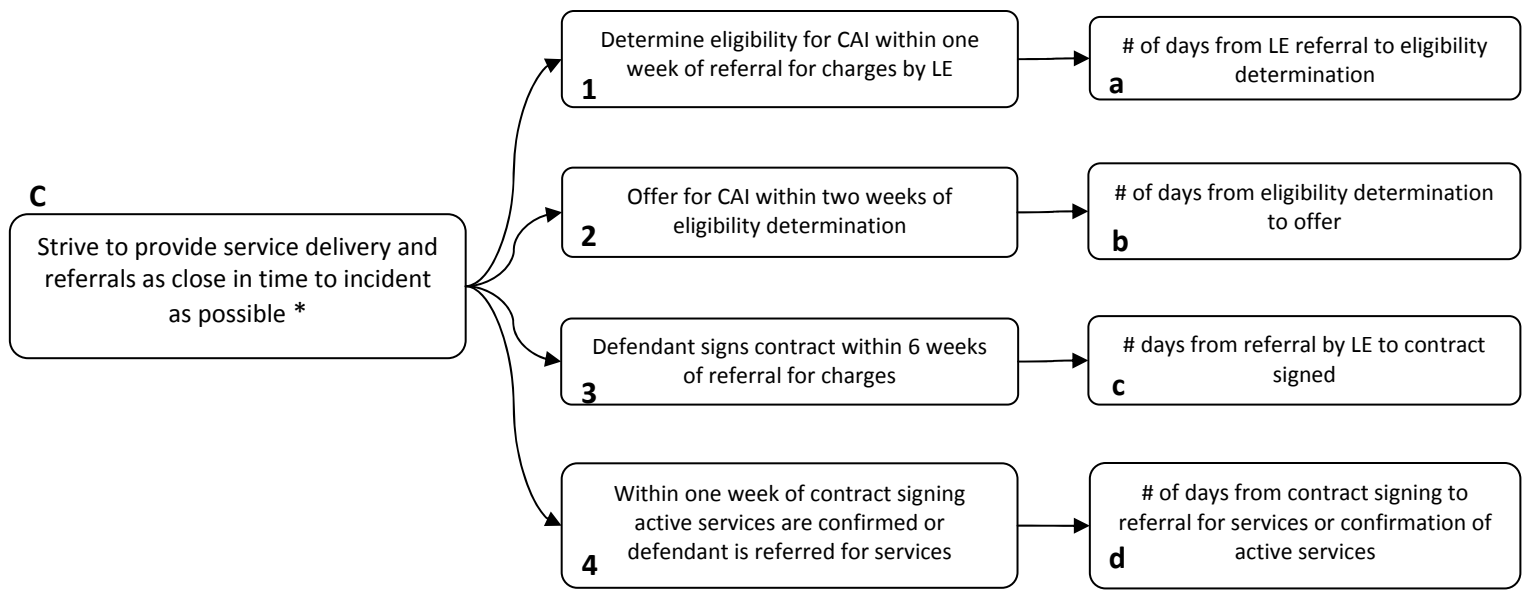 C
Strive to provide service delivery and
referrals as close in time to incident
as possible *
Determine eligibility for CAI within one
week of referral for charges by LE
1
# of days from LE referral to eligibility
determination
a
Offer for CAI within two weeks of
eligibility determination
2
# of days from eligibility determination
to offer
b
Defendant signs contract within 6 weeks
of referral for charges
3
# days from referral by LE to contract
signed
c
Within one week of contract signing
active services are confirmed or
defendant is referred for services
4
# of days from contract signing to
referral for services or confirmation of
active services
d